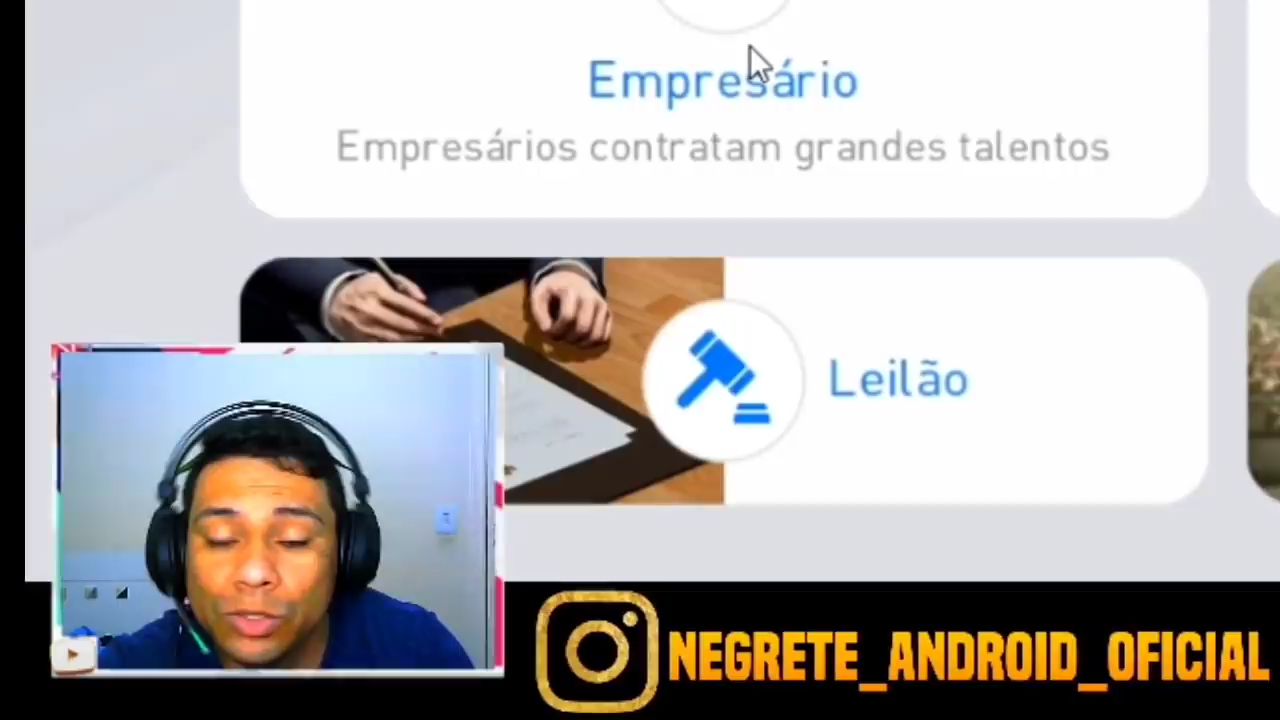 Empresário
Empresários contratam grandes talentos
Leilão
NEGRETE_ANDROID_OFICIAL